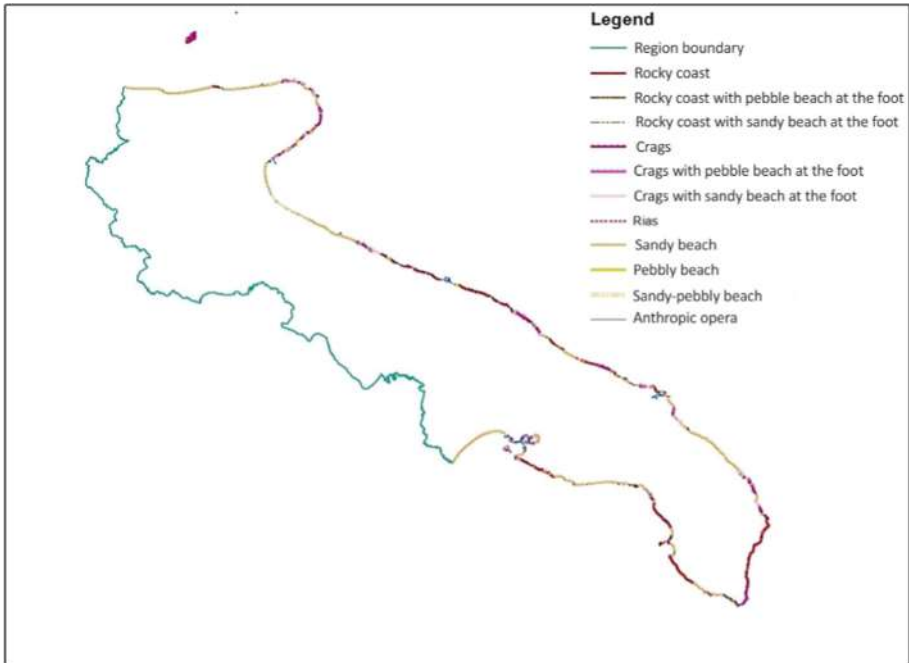 Legend
Region boundary
Rocky coast
Rocky coast with pebble beach at the foot
Rocky coast with sandy beach at the foot
Crags
Crags with pebble beach at the foot
Crags with sandy beach at the foot
Rias
Sandy beach
Pebbly beach
Sandy-pebbly beach
Anthropic opera